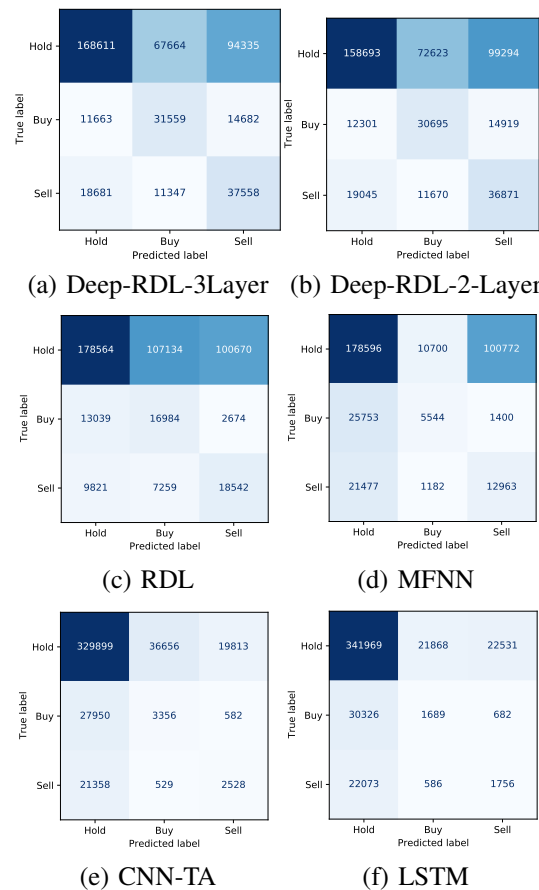 Hold 168611 67664 94335
Buy 11663 31559 14682
Sell 18681 11347 37558
Hold Buy Sell
Predicted label
True label
(a) Deep-RDL-3Layer
Hold 158693 72623 99294
Buy 12301 30695 14919
Sell 19045 11670 36871
Hold Buy Sell
Predicted label
True label
(b) Deep-RDL-2-Layer
Hold 178564 107134 100670
Buy 13039 16984 2674
Sell 9821 7259 18542
Hold Buy Sell
Predicted label
True label
(c) RDL
Hold 178596 10700 100772
Buy 25753 5544 1400
Sell 21477 1182 12963
Hold Buy Sell
Predicted label
True label
(d) MFNN
Hold 329899 36656 19813
Buy 27950 3356 582
Sell 21358 529 2528
Hold Buy Sell
Predicted label
True label
(e) CNN-TA
Hold 341969 21868 22531
Buy 30326 1689 682
Sell 22073 586 1756
Hold Buy Sell
Predicted label
True label
(f) LSTM